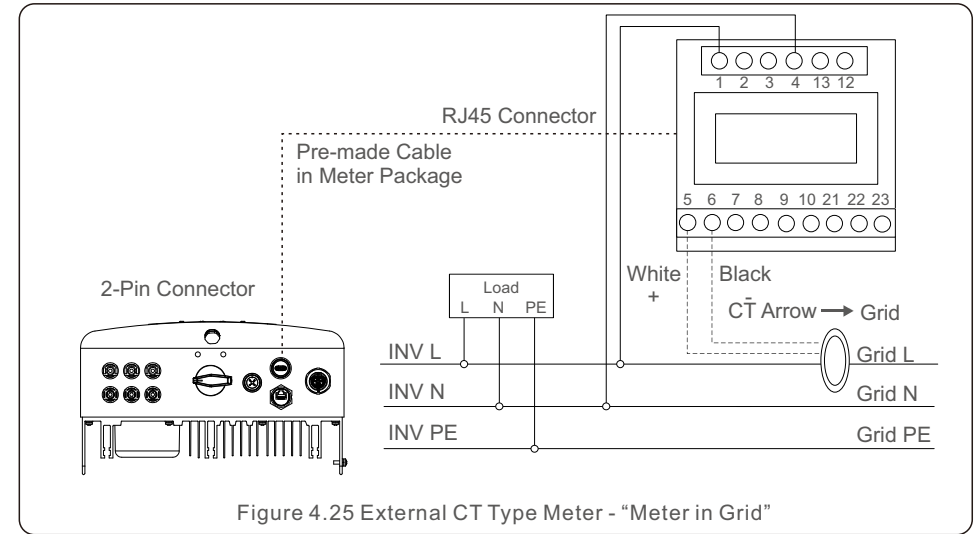 1 2 3 4 13 12
RJ45 Connector
Pre-made Cable
in Meter Package
5 6 7 8 9 10 21 22 23
White
+
Black
-
CT Arrow → Grid
2-Pin Connector
Load
L N PE
INV L
Grid L
INV N
Grid N
INV PE
Grid PE
Figure 4.25 External CT Type Meter - “Meter in Grid”